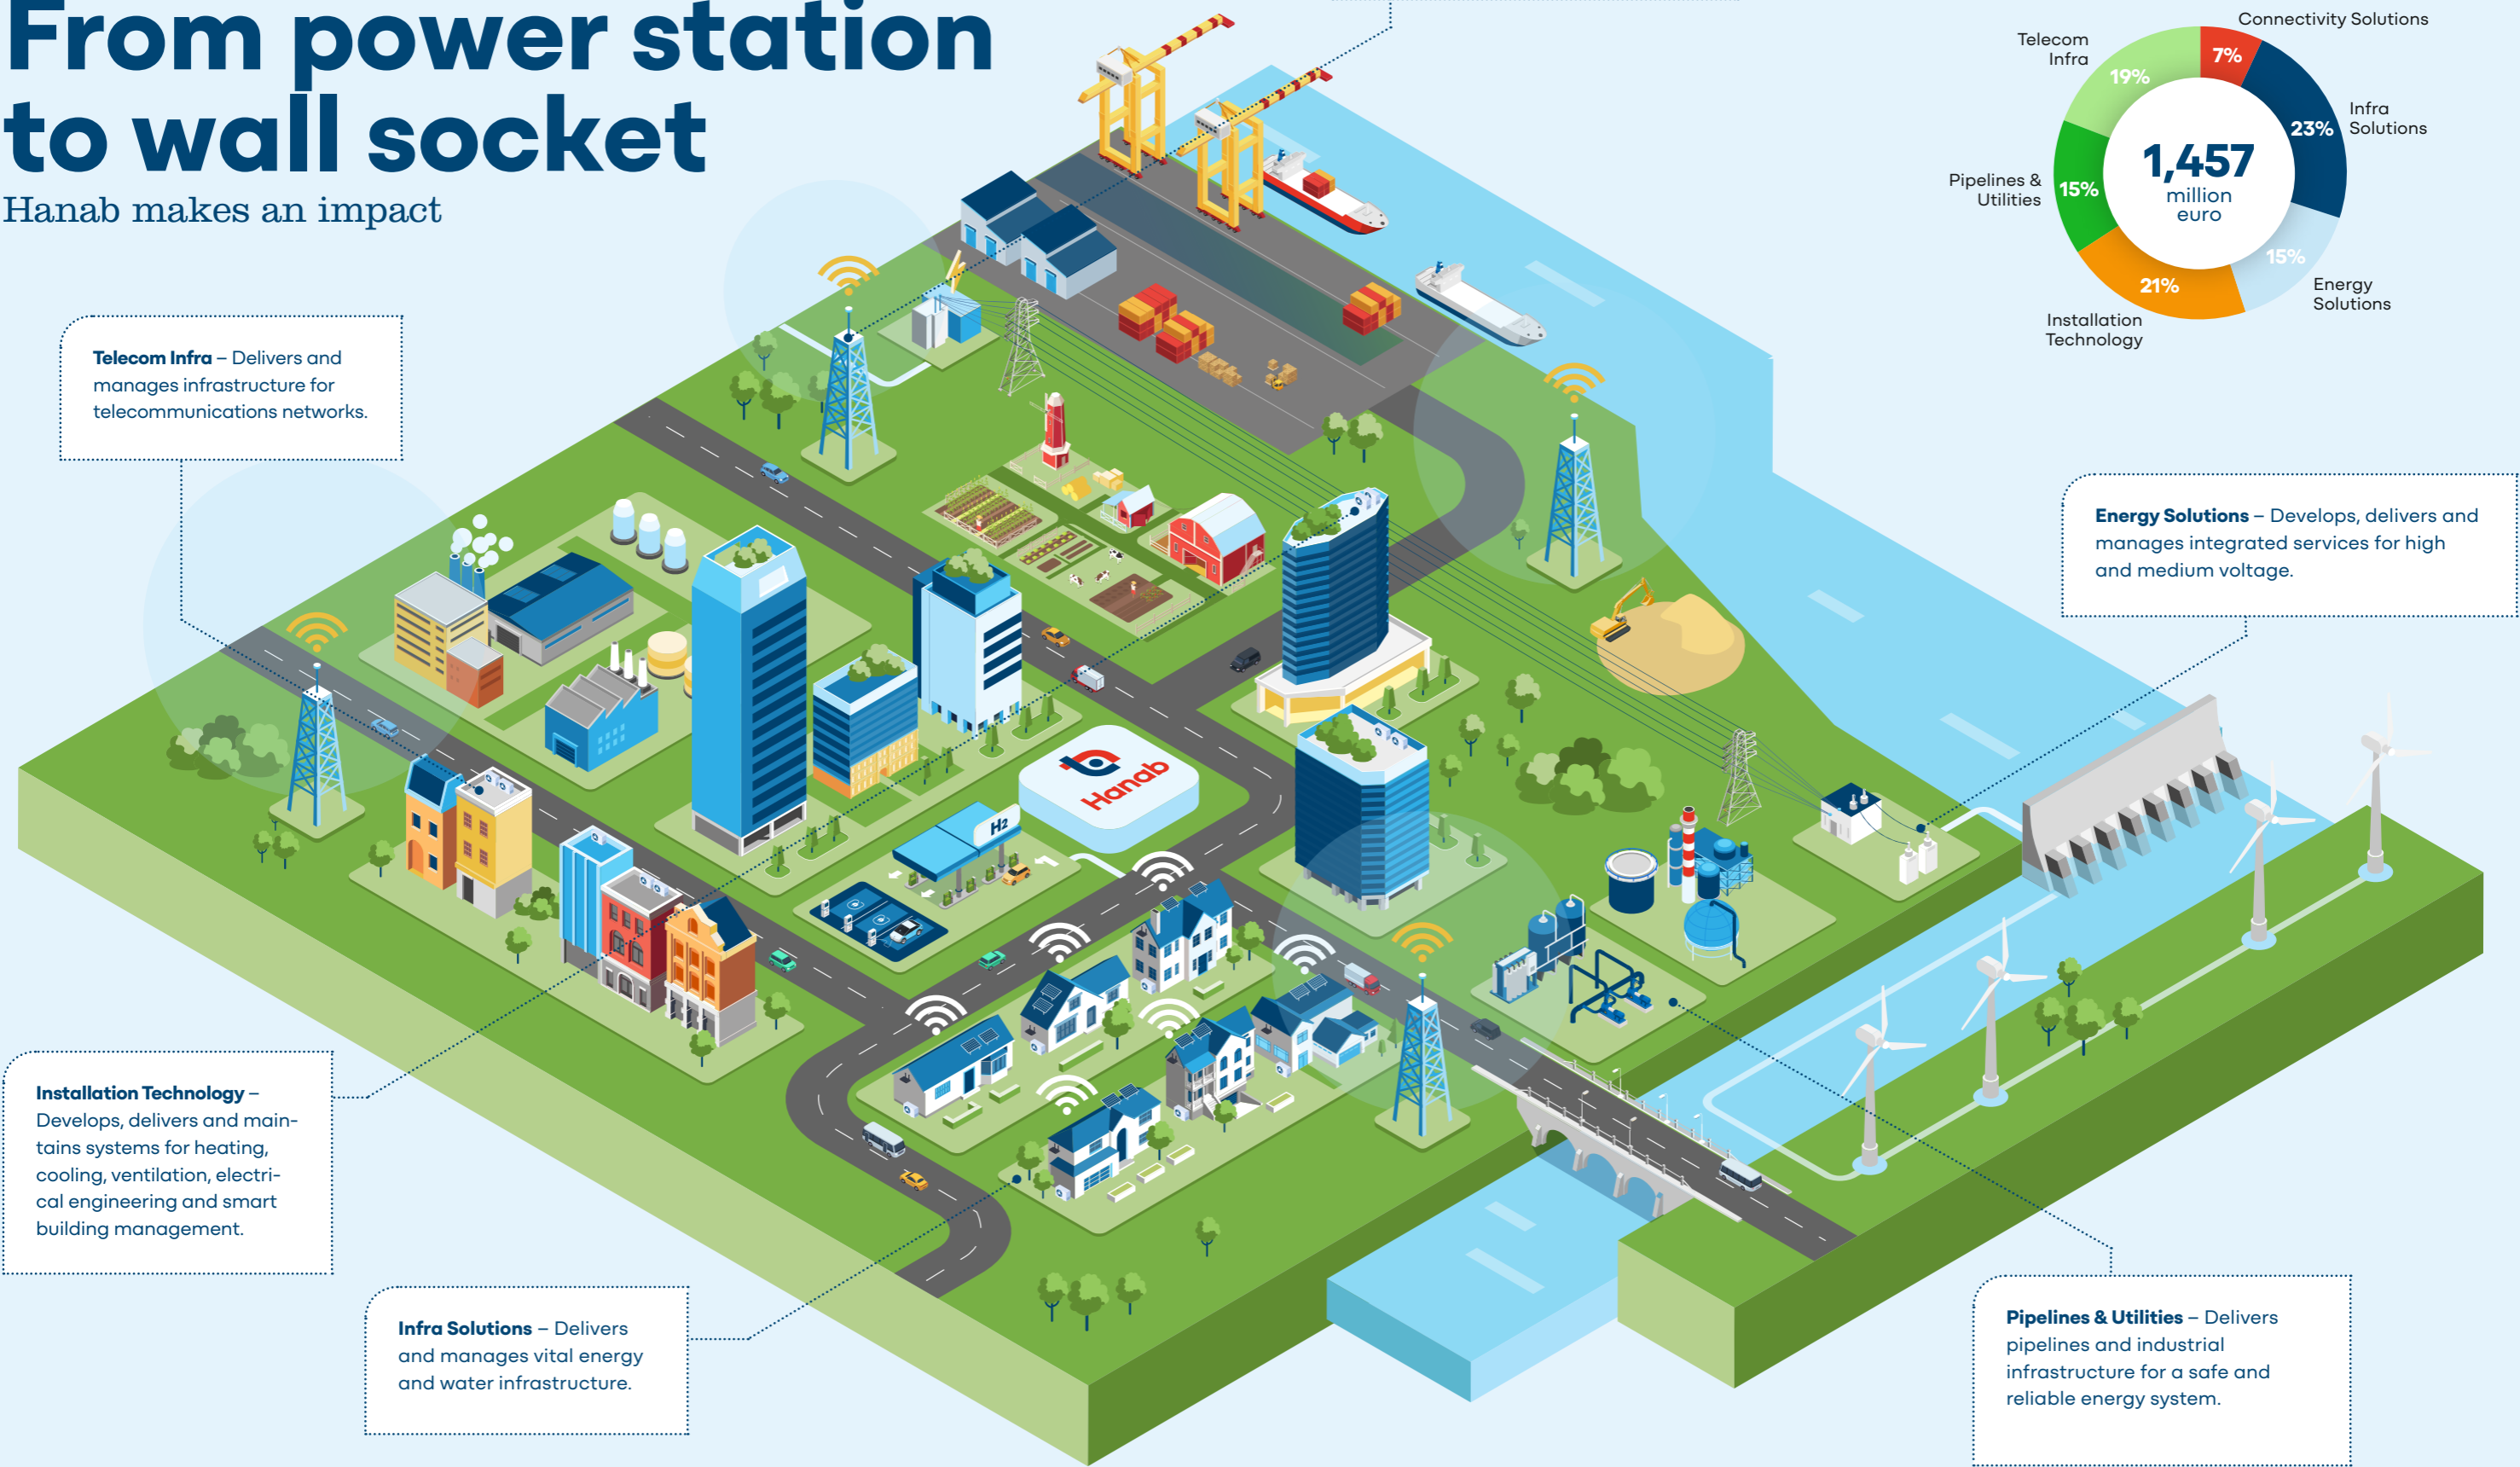 From power station
to wall socket
Hanab makes an impact
Connectivity Solutions
7%
Infra
Solutions
23%
Energy
Solutions
15%
Installation
Technology
21%
Pipelines &
Utilities
15%
Telecom
Infra
19%
1,457
million
euro
Telecom Infra – Delivers and
manages infrastructure for
telecommunications networks.
Energy Solutions – Develops, delivers and
manages integrated services for high
and medium voltage.
Hanab
H2
Installation Technology –
Develops, delivers and main-
tains systems for heating,
cooling, ventilation, electri-
cal engineering and smart
building management.
Infra Solutions – Delivers
and manages vital energy
and water infrastructure.
Pipelines & Utilities – Delivers
pipelines and industrial
infrastructure for a safe and
reliable energy system.